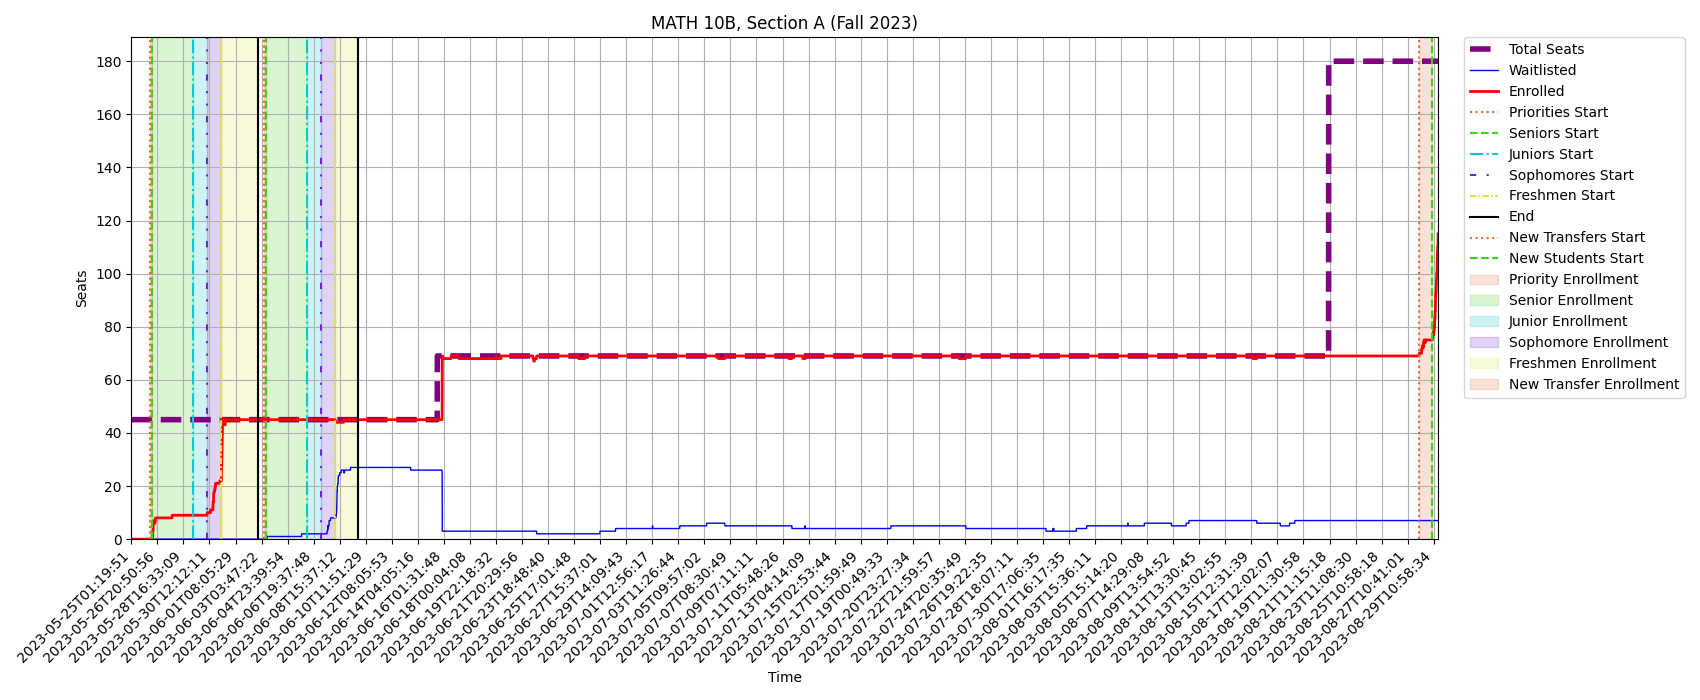 MATH 10B, Section A (Fall 2023)
Seats
180
160
140
120
100
80
60
40
20
0
2023-05-25T01:19:51
2023-05-26T20:50:56
2023-05-28T16:33:09
2023-05-30T12:12:11
2023-06-01T08:05:29
2023-06-03T03:47:22
2023-06-04T23:39:54
2023-06-06T19:37:48
2023-06-08T15:37:12
2023-06-10T11:51:29
2023-06-12T08:05:53
2023-06-14T04:05:16
2023-06-16T01:31:48
2023-06-18T00:04:08
2023-06-19T22:18:32
2023-06-21T20:29:56
2023-06-23T18:48:40
2023-06-25T17:01:48
2023-06-27T15:37:01
2023-06-29T14:09:43
2023-07-01T12:56:17
2023-07-03T11:26:44
2023-07-05T09:57:02
2023-07-07T08:30:49
2023-07-09T07:11:11
2023-07-11T05:48:26
2023-07-13T04:14:09
2023-07-15T02:53:44
2023-07-17T01:59:49
2023-07-19T00:49:33
2023-07-20T23:27:34
2023-07-22T21:59:57
2023-07-24T20:35:49
2023-07-26T19:22:35
2023-07-28T18:07:11
2023-07-30T17:06:35
2023-08-01T16:17:35
2023-08-03T15:36:11
2023-08-05T15:14:20
2023-08-07T14:29:08
2023-08-09T13:54:52
2023-08-11T13:30:45
2023-08-13T13:02:55
2023-08-15T12:31:39
2023-08-17T12:02:07
2023-08-19T11:30:58
2023-08-21T11:15:18
2023-08-23T11:08:30
2023-08-25T10:58:18
2023-08-27T10:41:01
2023-08-29T10:58:34
Time
Total Seats
Waitlisted
Enrolled
Priorities Start
Seniors Start
Juniors Start
Sophomores Start
Freshmen Start
End
New Transfers Start
New Students Start
Priority Enrollment
Senior Enrollment
Junior Enrollment
Sophomore Enrollment
Freshmen Enrollment
New Transfer Enrollment